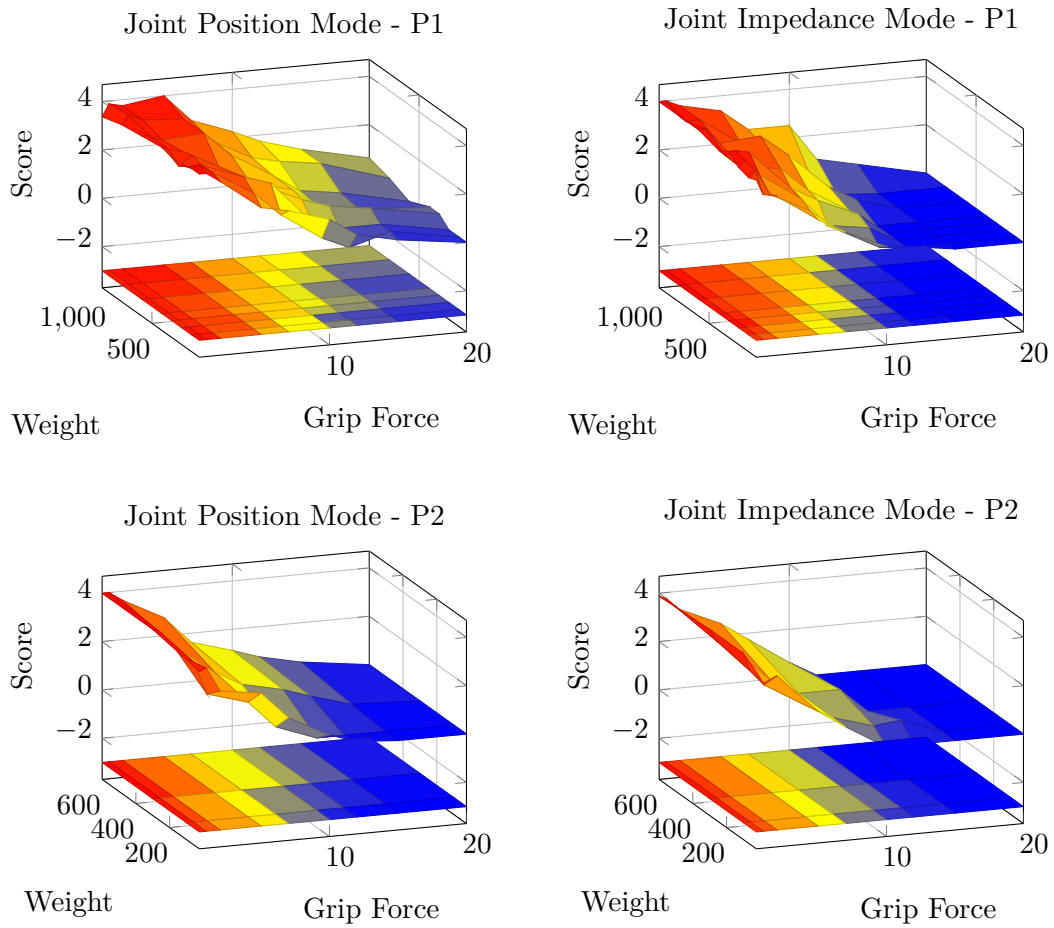 Joint Position Mode - P1
4
2
0
−2
Score
1,000
500
10
20
Weight
Grip Force
Joint Impedance Mode - P1
4
2
0
−2
Score
1,000
500
10
20
Weight
Grip Force
Joint Position Mode - P2
4
2
0
−2
Score
600
400
200
10
20
Weight
Grip Force
Joint Impedance Mode - P2
4
2
0
−2
Score
600
400
200
10
20
Weight
Grip Force